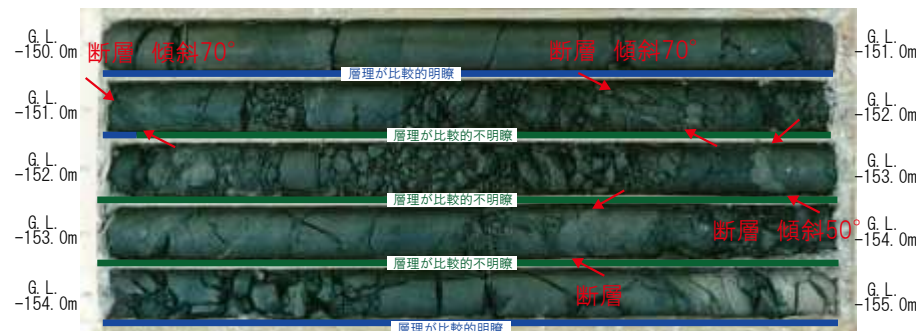 G.L.
-150.0m
断層 傾斜70°
断層 傾斜70°
G.L.
-151.0m
層理が比較的明瞭
G.L.
-151.0m
G.L.
-152.0m
層理が比較的不明瞭
G.L.
-152.0m
G.L.
-153.0m
層理が比較的不明瞭
G.L.
-153.0m
断層 傾斜50°
G.L.
-154.0m
層理が比較的不明瞭
断層
G.L.
-154.0m
G.L.
-155.0m
層理が比較的明瞭